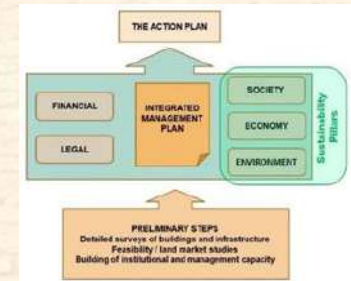 THE ACTION PLAN
FINANCIAL
LEGAL
INTEGRATED
MANAGEMENT
PLAN
SOCIETY
ECONOMY
ENVIRONMENT
Sustainability
Pillars
PRELIMINARY STEPS
Detailed surveys of buildings and infrastructure
Feasibility / land market studies
Building of institutional and management capacity